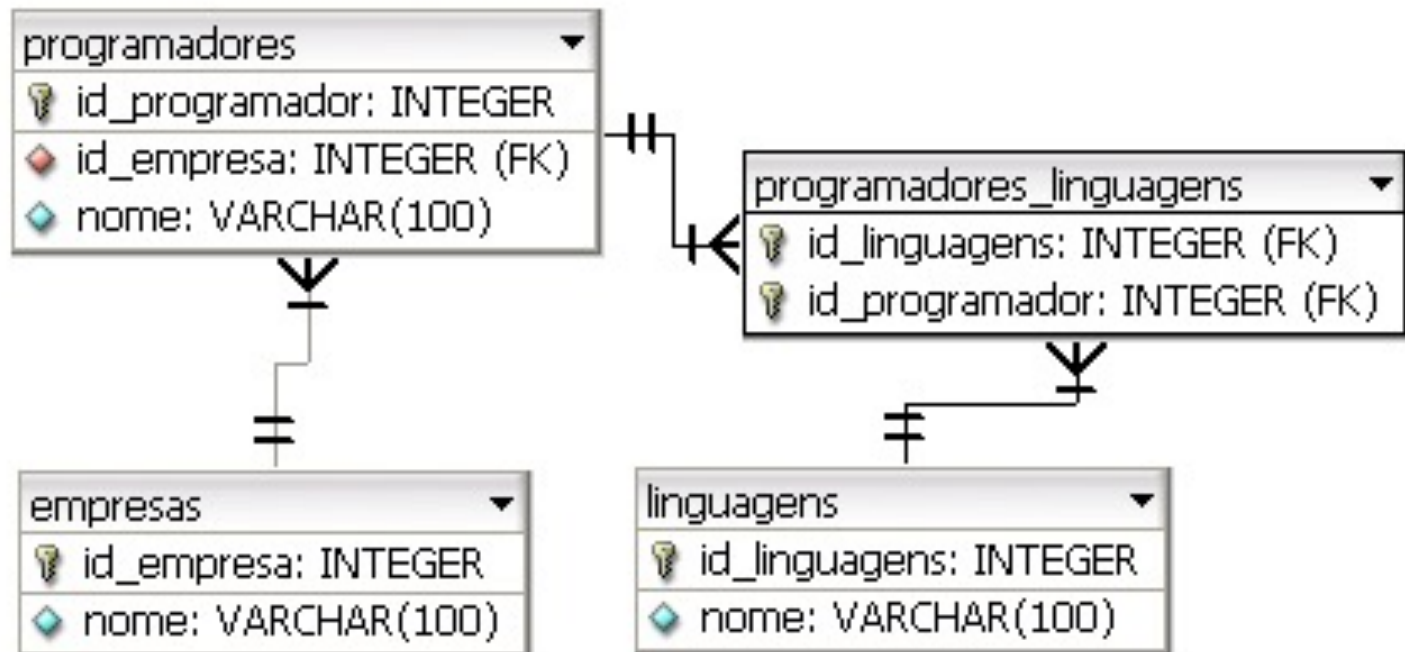 programadores
id_programador: INTEGER
id_empresa: INTEGER (FK)
nome: VARCHAR(100)
programadores_linguagens
id_linguagens: INTEGER (FK)
id_programador: INTEGER (FK)
empresas
id_empresa: INTEGER
nome: VARCHAR(100)
linguagens
id_linguagens: INTEGER
nome: VARCHAR(100)